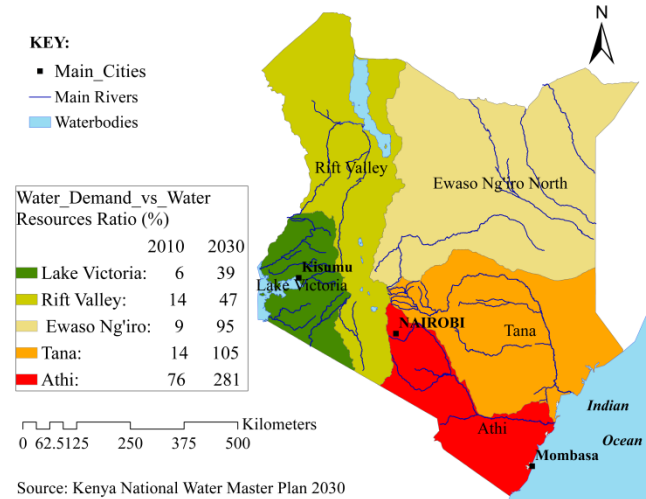 N
KEY:
Main_Cities
Main Rivers
Waterbodies
Rift Valley
Ewaso Ng'iro North
Water_Demand_vs_Water
Resources Ratio (%)
2010 2030
Lake Victoria: 6 39
Rift Valley: 14 47
Ewaso Ng'iro: 9 95
Tana: 14 105
Athi: 76 281
Kisumu
Lake Victoria
NAIROBI
Tana
Athi
Indian
Ocean
Mombasa
Kilometers
0 62.5125 250 375 500
Source: Kenya National Water Master Plan 2030